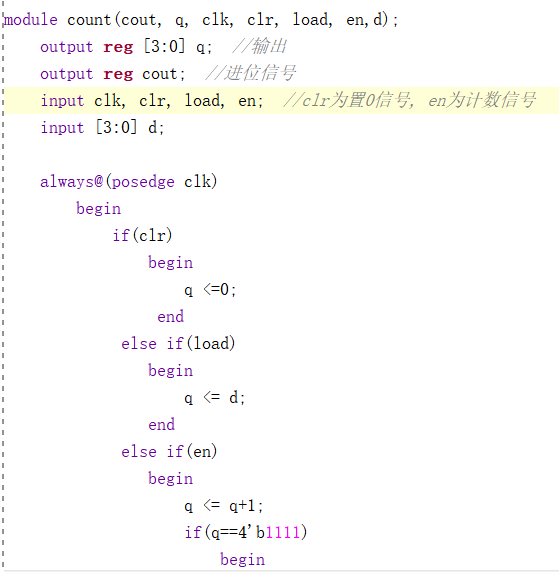 module count(cout, q, clk, clr, load, en,d);
output reg [3:0] q;  //输出
output reg cout;  //进位信号
input clk, clr, load, en;  //clr为置0信号, en为计数信号
input [3:0] d;
always@(posedge clk)
begin
if(clr)
begin
q <=0;
end
else if(load)
begin
q <= d;
end
else if(en)
begin
q <= q+1;
if(q==4'b1111)
begin